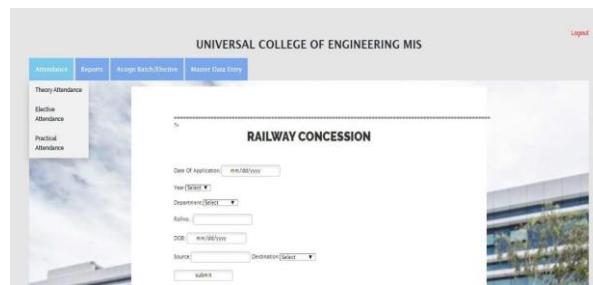 Logout
UNIVERSAL COLLEGE OF ENGINEERING MIS
Attendance Reports Assign Batch/Elective Master Data Entry
Theory Attendance
Elective
Attendance
Practical
Attendance
To
RAILWAY CONCESSION
Date Of Application: mm/dd/yyyy
Year Select ▼
Department: Select ▼
Rollno.:
DOB: mm/dd/yyyy
Source: Destination: Select ▼
submit